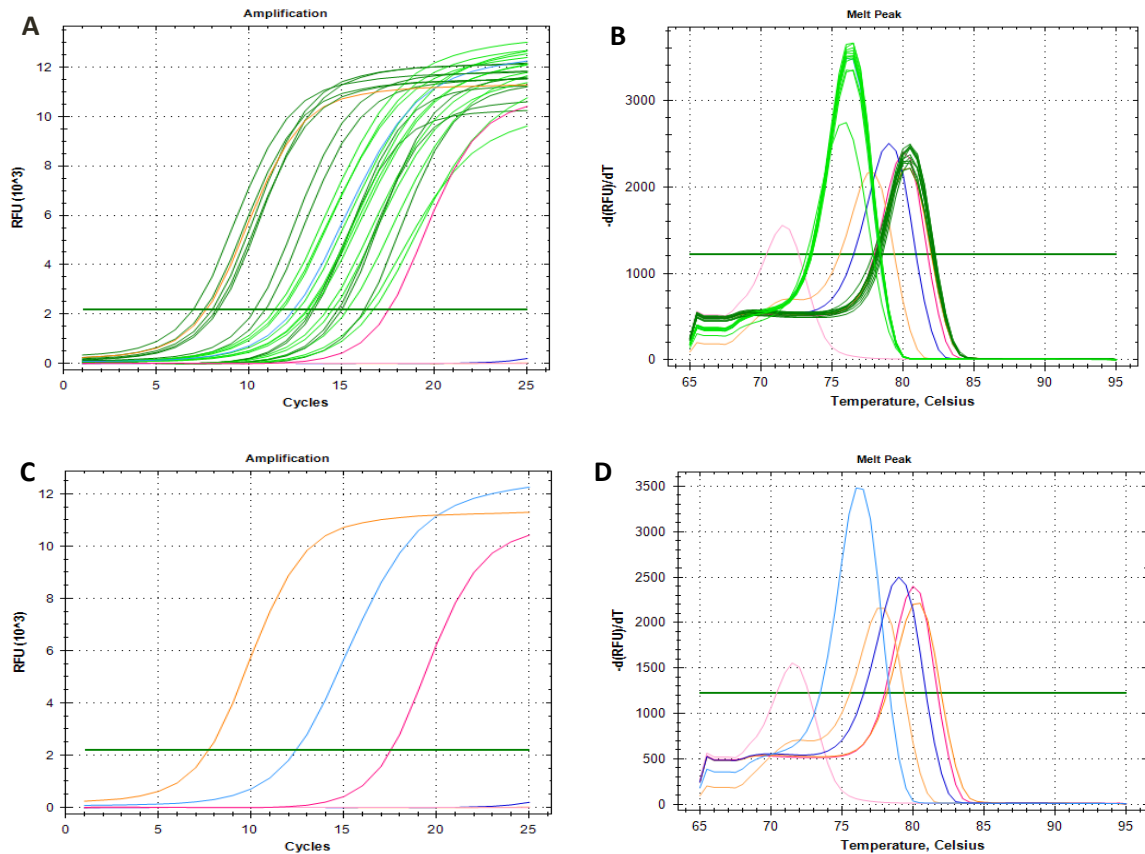 A
Amplification
RFU (10^3)
12
10
8
6
4
2
0
0 5 10 15 20 25
Cycles
B
Melt Peak
-d(RFU)/dT
3000
2000
1000
0
65 70 75 80 85 90 95
Temperature, Celsius
C
Amplification
RFU (10^3)
12
10
8
6
4
2
0
0 5 10 15 20 25
Cycles
D
Melt Peak
-d(RFU)/dT
3500
3000
2500
2000
1500
1000
500
0
65 70 75 80 85 90 95
Temperature, Celsius